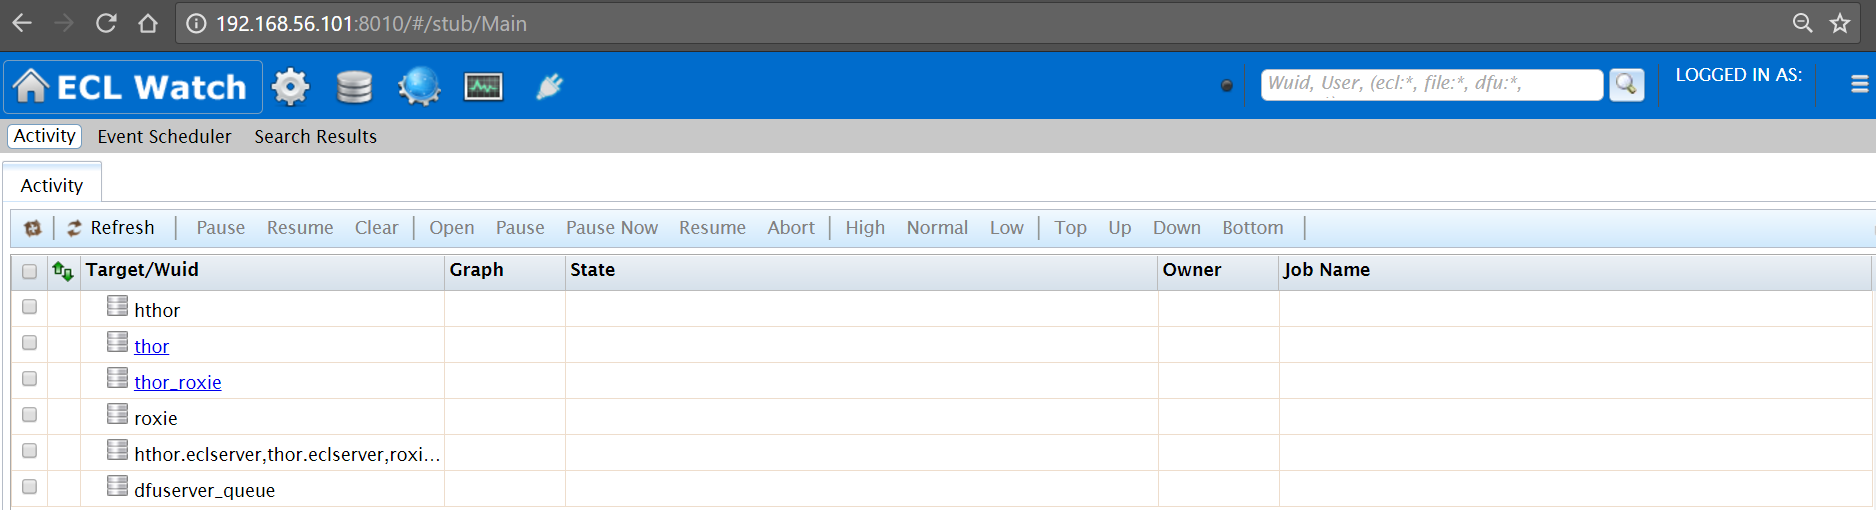 192.168.56.101:8010/#/stub/Main
ECL Watch
Wuid, User, (ecl:*, file:*, dfu:*,
LOGGED IN AS:
Activity Event Scheduler Search Results
Activity
Refresh Pause Resume Clear Open Pause Pause Now Resume Abort High Normal Low Top Up Down Bottom
Target/Wuid Graph State Owner Job Name
hthor
thor
thor_roxie
roxie
hthor.eclserver,thor.eclserver,roxi...
dfuserver_queue